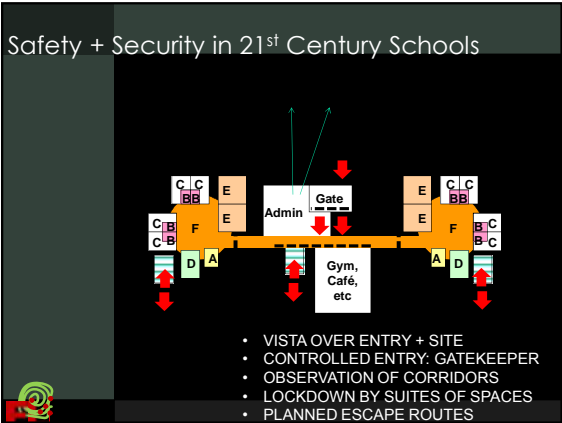 Safety + Security in 21st Century Schools
C C
BB
E
E
C B
C B
F
D
A
Admin
Gate
Gym,
Café,
etc
E
E
C C
BB
F
B C
B C
A
D
• VISTA OVER ENTRY + SITE
• CONTROLLED ENTRY: GATEKEEPER
• OBSERVATION OF CORRIDORS
• LOCKDOWN BY SUITES OF SPACES
• PLANNED ESCAPE ROUTES